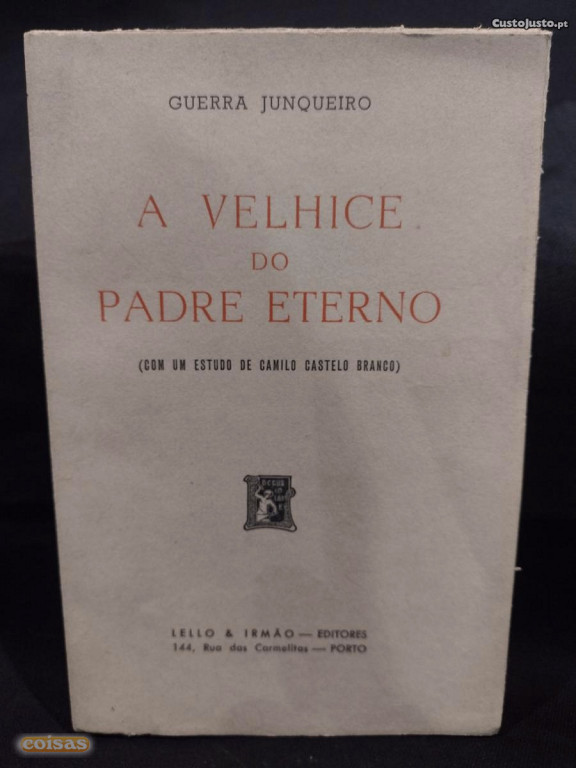 CustoJusto.pt
GUERRA JUNQUEIRO
A VELHICE
DO
PADRE ETERNO
(COM UM ESTUDO DE CAMILO CASTELO BRANCO)
LELLO & IRMÃO — EDITORES
144, Rua das Carmelitas — PORTO
coisas